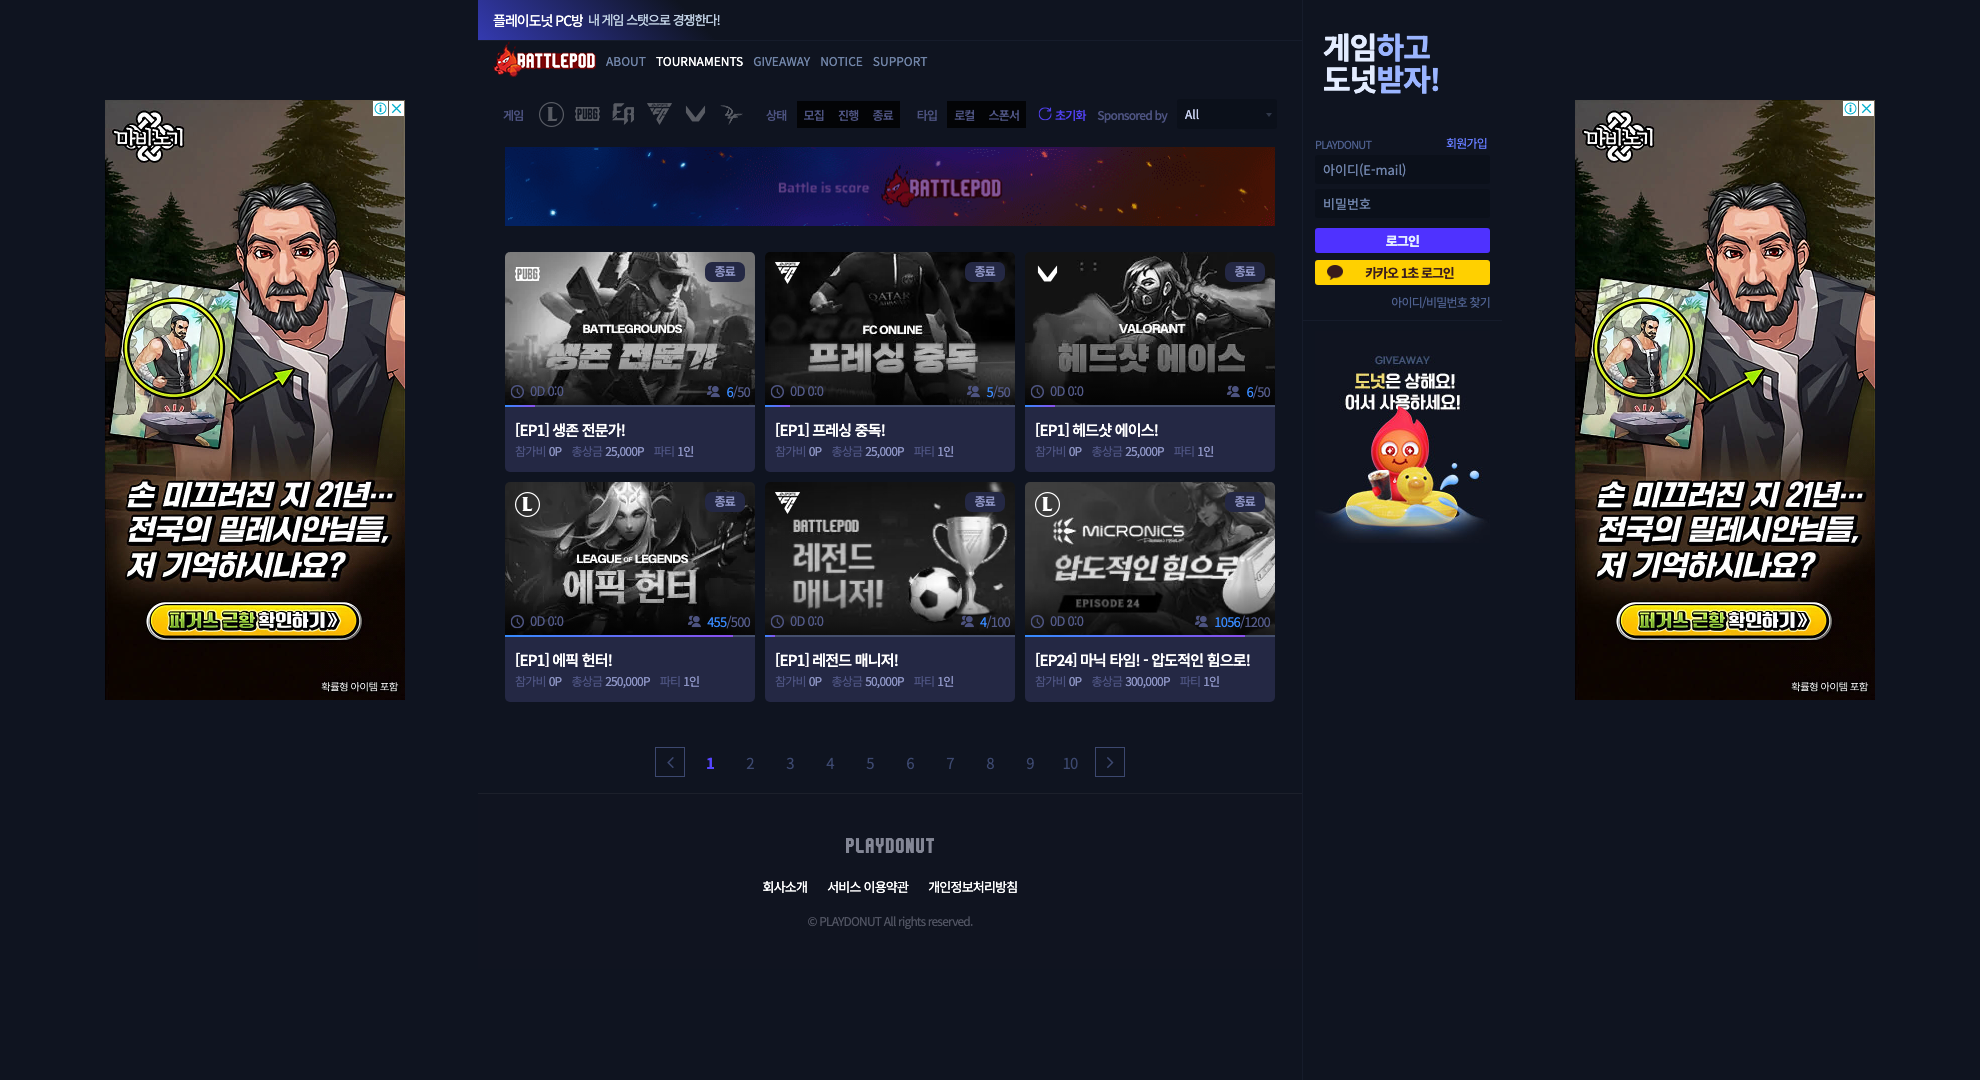 플레이도넛 PC방 내 게임 스탯으로 경쟁한다!
BATTLEPOD ABOUT TOURNAMENTS GIVEAWAY NOTICE SUPPORT
게임 L PUBG 상태 모집 진행 종료 타입 로컬 스폰서 초기화 Sponsored by All
Battle is score BATTLEPOD
PUBG 종료
BATTLEGROUNDS
생존 전문가
0D 0:0 6/50
[EP1] 생존 전문가!
참가비 0P 총상금 25,000P 파티 1인
종료
QATAR
FC ONLINE
프레싱 중독
0D 0:0 5/50
[EP1] 프레싱 중독!
참가비 0P 총상금 25,000P 파티 1인
종료
VALORANT
헤드샷 에이스
0D 0:0 6/50
[EP1] 헤드샷 에이스!
참가비 0P 총상금 25,000P 파티 1인
L 종료
LEAGUE OF LEGENDS
에픽 헌터
0D 0:0 455/500
[EP1] 에픽 헌터!
참가비 0P 총상금 250,000P 파티 1인
종료
BATTLEPOD
레전드
매니저!
0D 0:0 4/100
[EP1] 레전드 매니저!
참가비 0P 총상금 50,000P 파티 1인
L 종료
MICRONICS
압도적인 힘으로
EPISODE 24
0D 0:0 1056/1200
[EP24] 마닉 타임! - 압도적인 힘으로!
참가비 0P 총상금 300,000P 파티 1인
1 2 3 4 5 6 7 8 9 10
PLAYDONUT
회사소개 서비스 이용약관 개인정보처리방침
© PLAYDONUT All rights reserved.
게임하고
도넛받자!
PLAYDONUT 회원가입
아이디(E-mail)
비밀번호
로그인
카카오 1초 로그인
아이디/비밀번호 찾기
GIVEAWAY
도넛은 상해요!
어서 사용하세요!
마비노기
손 미끄러진 지 21년…
전국의 밀레시안님들,
저 기억하시나요?
퍼거스 근황 확인하기》
확률형 아이템 포함
마비노기
손 미끄러진 지 21년…
전국의 밀레시안님들,
저 기억하시나요?
퍼거스 근황 확인하기》
확률형 아이템 포함